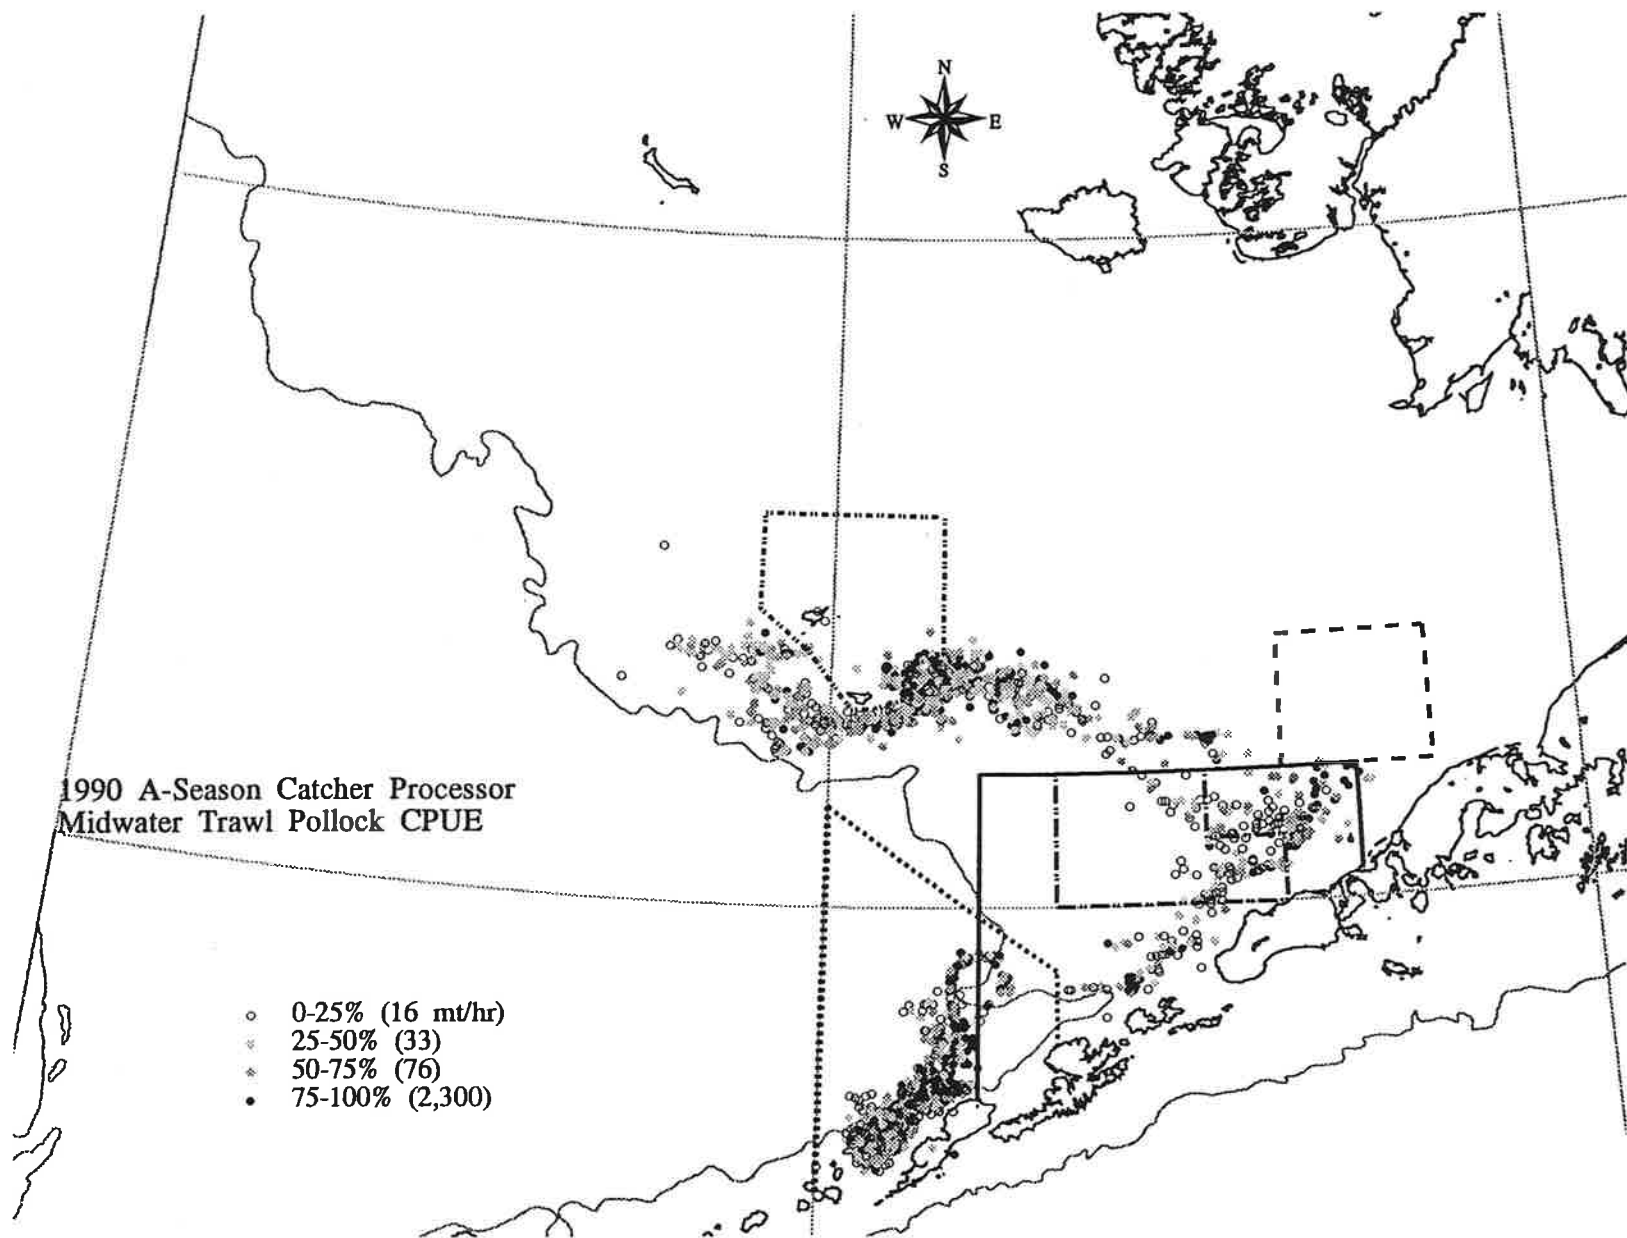 N
W E
S
1990 A-Season Catcher Processor
Midwater Trawl Pollock CPUE
0-25% (16 mt/hr)
25-50% (33)
50-75% (76)
75-100% (2,300)